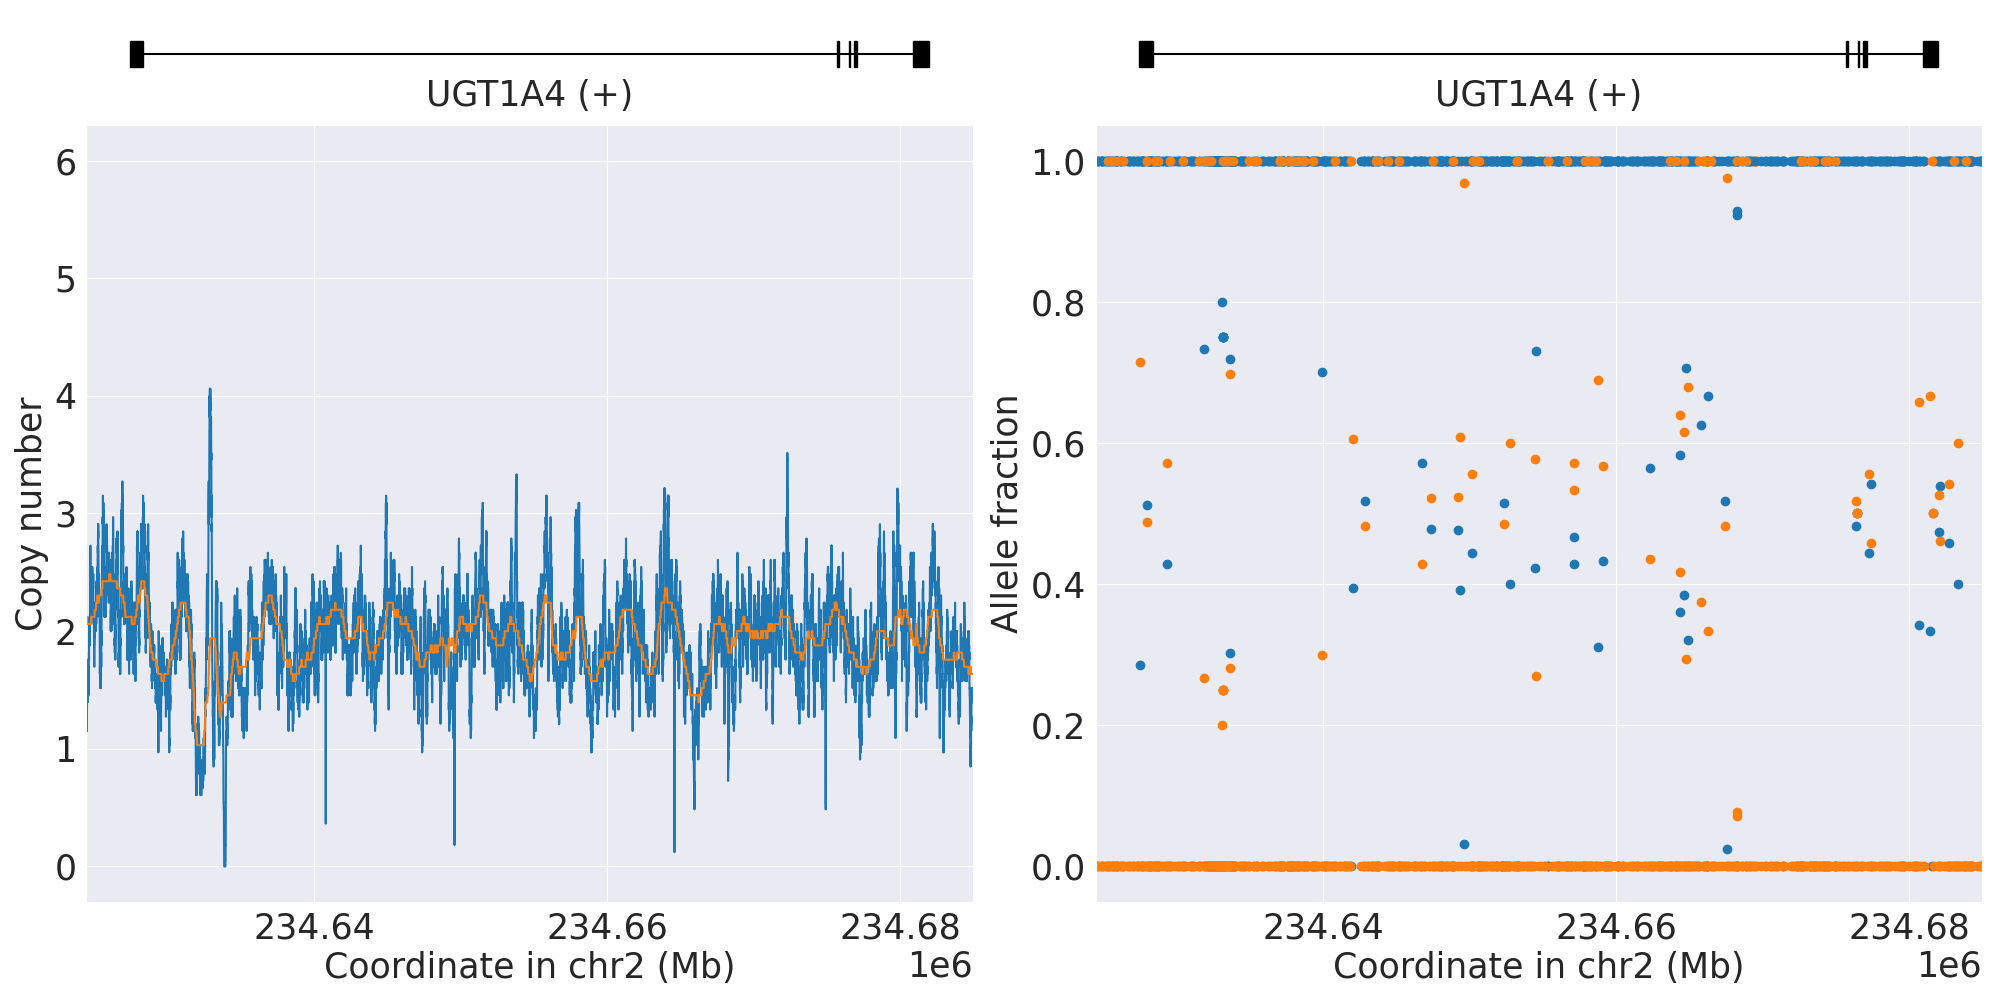 UGT1A4 (+)
6
5
4
3
2
1
0
Copy number
234.64
234.66
234.68
1e6
Coordinate in chr2 (Mb)
UGT1A4 (+)
1.0
0.8
0.6
0.4
0.2
0.0
Allele fraction
234.64
234.66
234.68
1e6
Coordinate in chr2 (Mb)